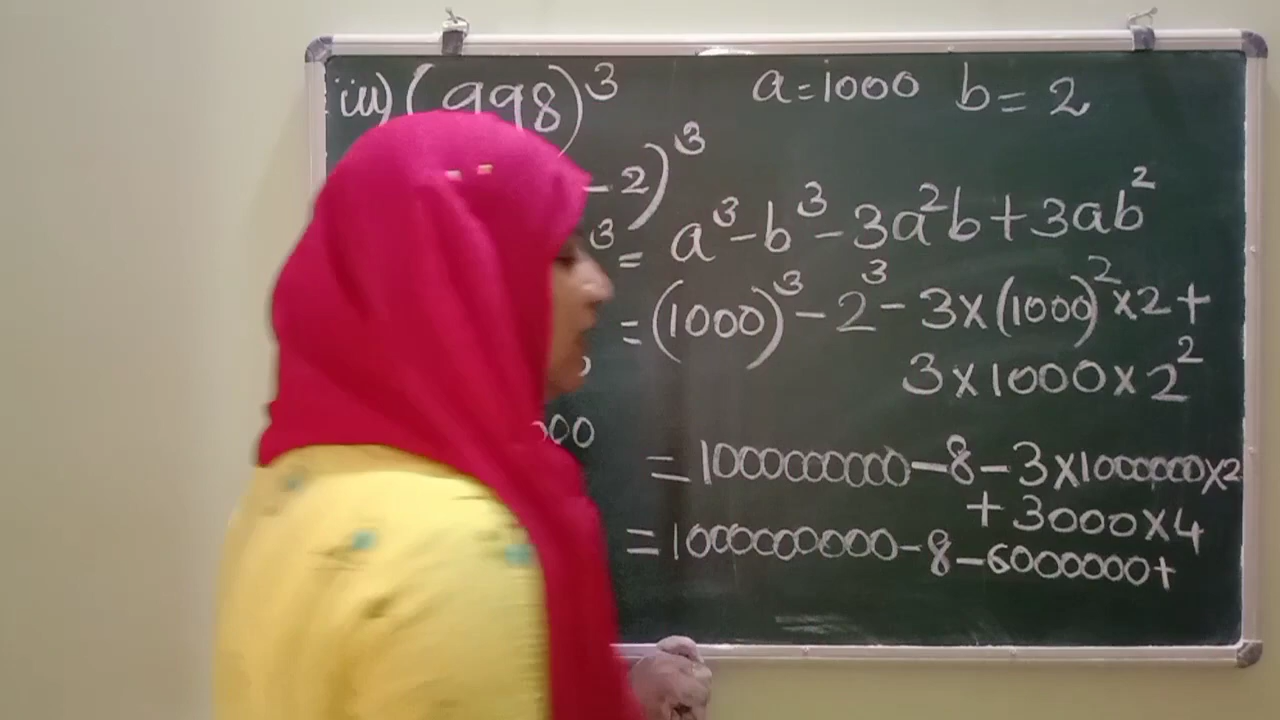 iii) (998)³ a=1000 b=2
-2)³
³ = a³-b³-3a²b+3ab²
=(1000)³-2³-3x(1000)²x2+
3x1000x2²
000
=1000000000-8-3x1000000x2
+3000x4
=1000000000-8-6000000+